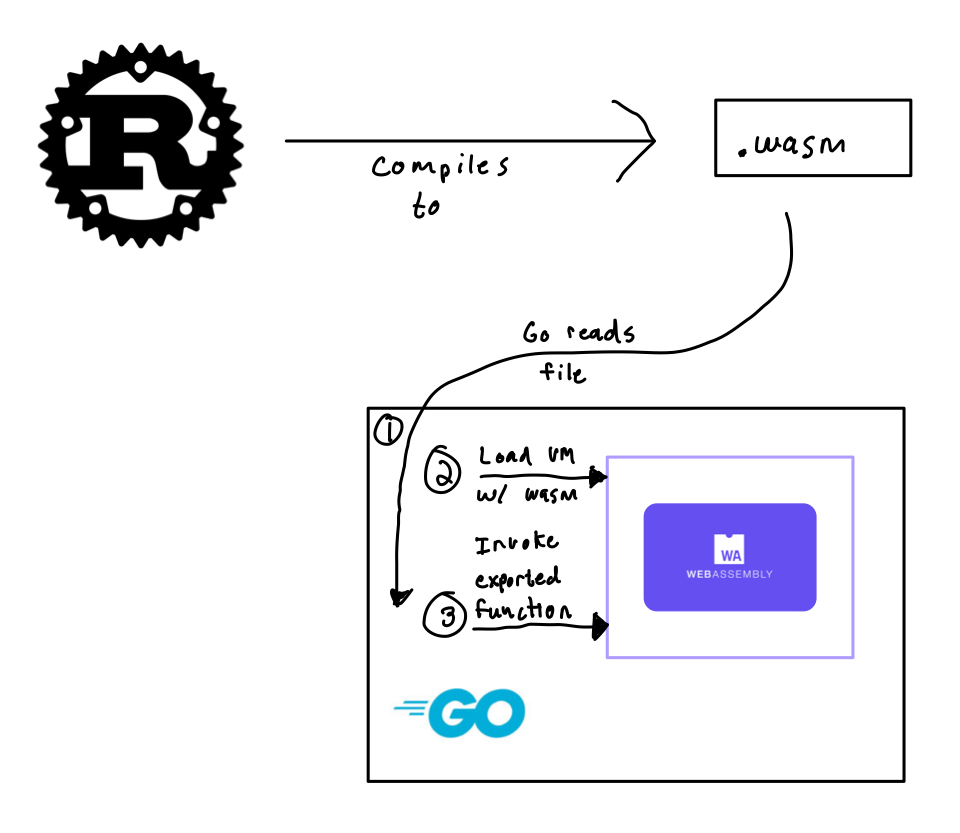 R
Compiles
to
.wasm
Go reads
file
1
2
Load VM
w/ wasm
Invoke
exported
function
3
WA
WEBASSEMBLY
GO